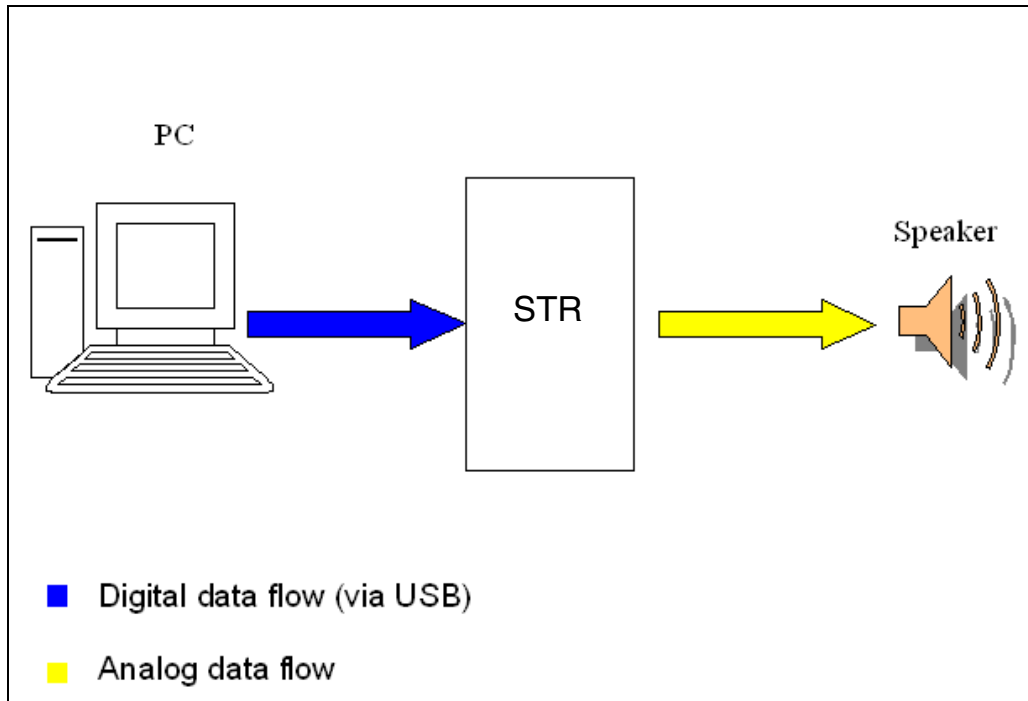 PC
Speaker
STR
Digital data flow (via USB)
Analog data flow